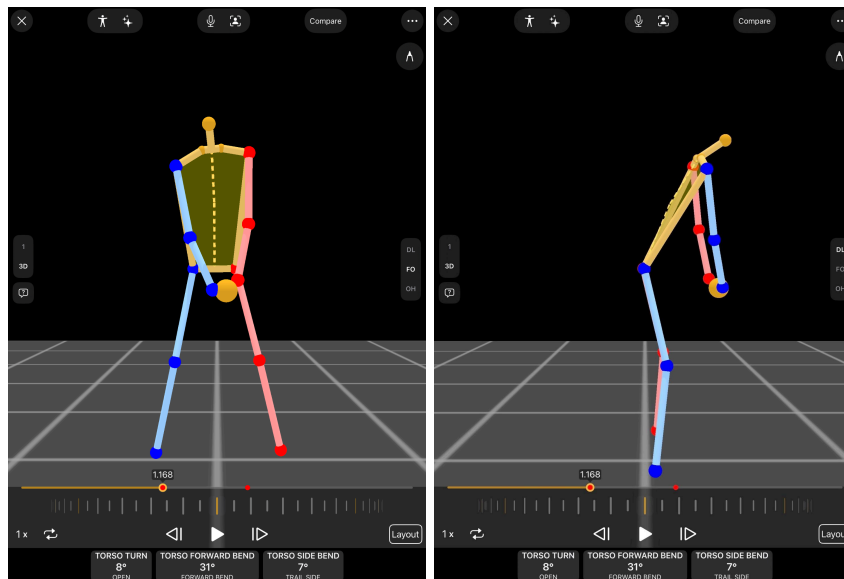 Compare
1
3D
DL
FO
OH
1.168
1 x
Layout
TORSO TURN
8°
OPEN
TORSO FORWARD BEND
31°
FORWARD BEND
TORSO SIDE BEND
7°
TRAIL SIDE
Compare
1
3D
DL
FO
OH
1.168
1 x
Layou
TORSO TURN
8°
OPEN
TORSO FORWARD BEND
31°
FORWARD BEND
TORSO SIDE BEND
7°
TRAIL SIDE